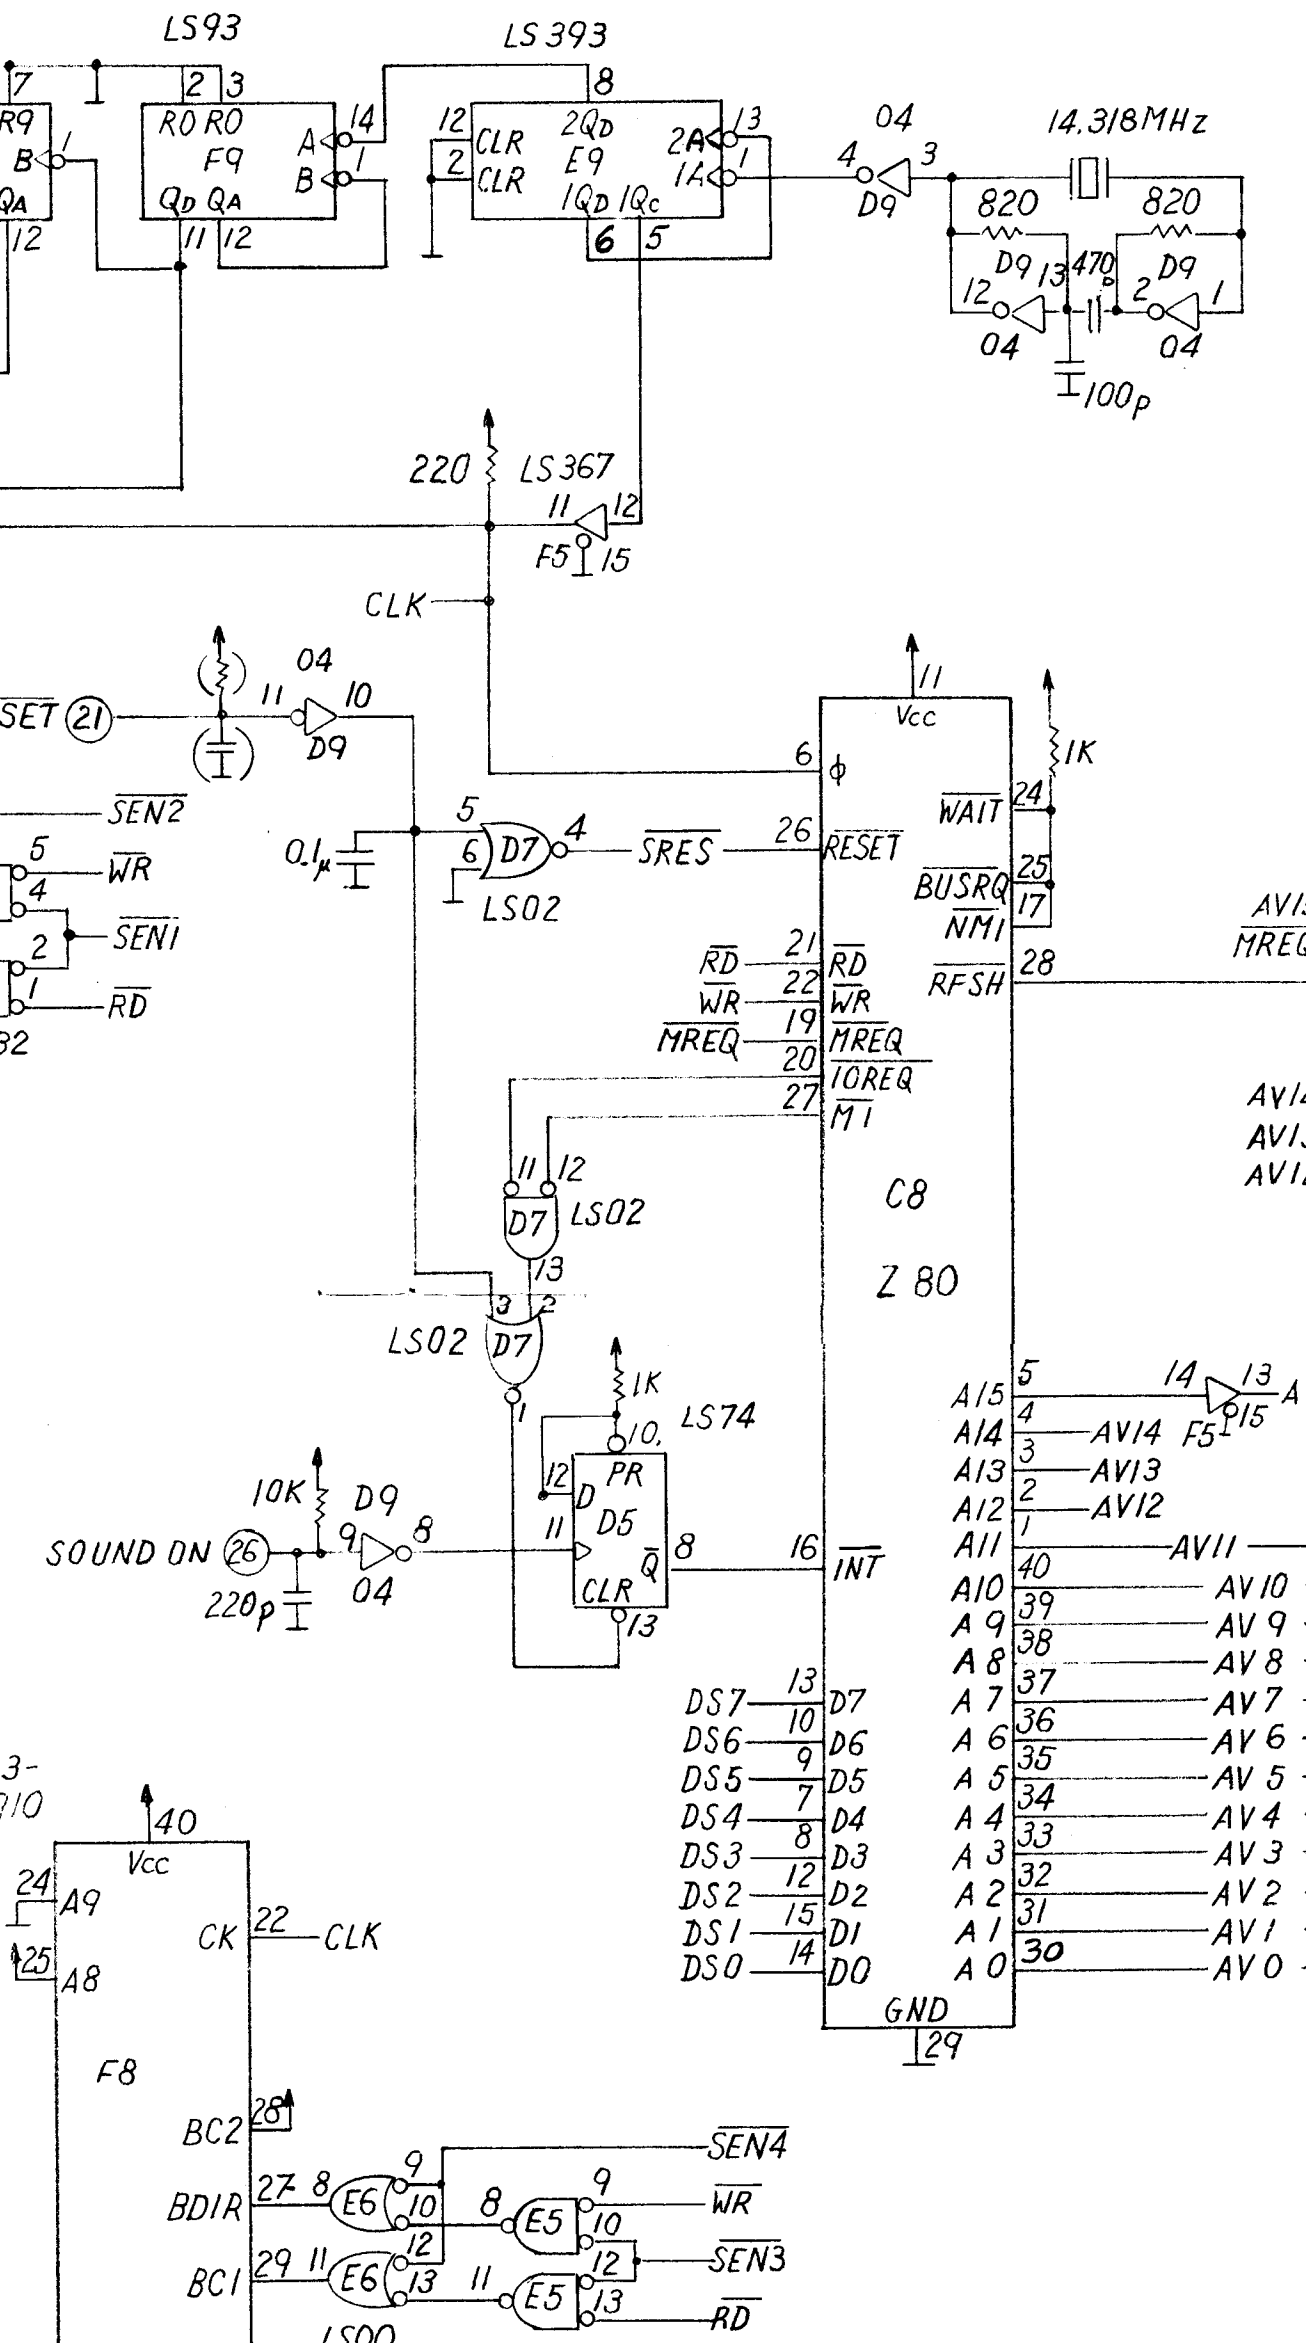 LS93
LS393
7
2 3
8
R9
R0 R0
A
14
12
CLR
2QD
2A
13
04
14.318MHz
B
1
F9
B
1
2
CLR
E9
1A
1
4
3
QA
QD QA
1QD 1QC
D9
820
820
12
11 12
6 5
D9
13
470p
D9
12
2
1
04
04
100p
220
LS367
11
12
F5
15
CLK
04
11
10
SET 21
D9
11
Vcc
6
φ
1K
24
WAIT
SEN2
5
4
SRES
26
RESET
5
WR
0.1μ
6
D7
25
BUSRQ
4
LS02
17
NMI
SEN1
2
RD
21
RD
RFSH
28
MREQ
WR
22
WR
1
RD
MREQ
19
MREQ
32
20
IOREQ
27
M1
AV14
AV13
AV12
11 12
D7
LS02
C8
13
Z80
3 2
LS02
D7
1
1K
10.
LS74
PR
12
D
D5
11
Q
8
16
INT
CLR
13
10K
D9
SOUND ON 26
9
8
220p
04
A15
5
14
13
A
F5
15
A14
4
AV14
A13
3
AV13
A12
2
AV12
A11
1
AV11
A10
40
AV10
A9
39
AV9
A8
38
AV8
DS7
13
D7
A7
37
AV7
DS6
10
D6
A6
36
AV6
DS5
9
D5
A5
35
AV5
DS4
7
D4
A4
34
AV4
DS3
8
D3
A3
33
AV3
DS2
12
D2
A2
32
AV2
DS1
15
D1
A1
31
AV1
DS0
14
D0
A0
30
AV0
GND
29
3-
910
40
Vcc
24
A9
CK
22
CLK
25
A8
F8
BC2
28
SEN4
BDIR
27
8
E6
9
10
8
E5
9
WR
10
BC1
29
11
E6
12
13
11
E5
12
SEN3
13
RD
LS00